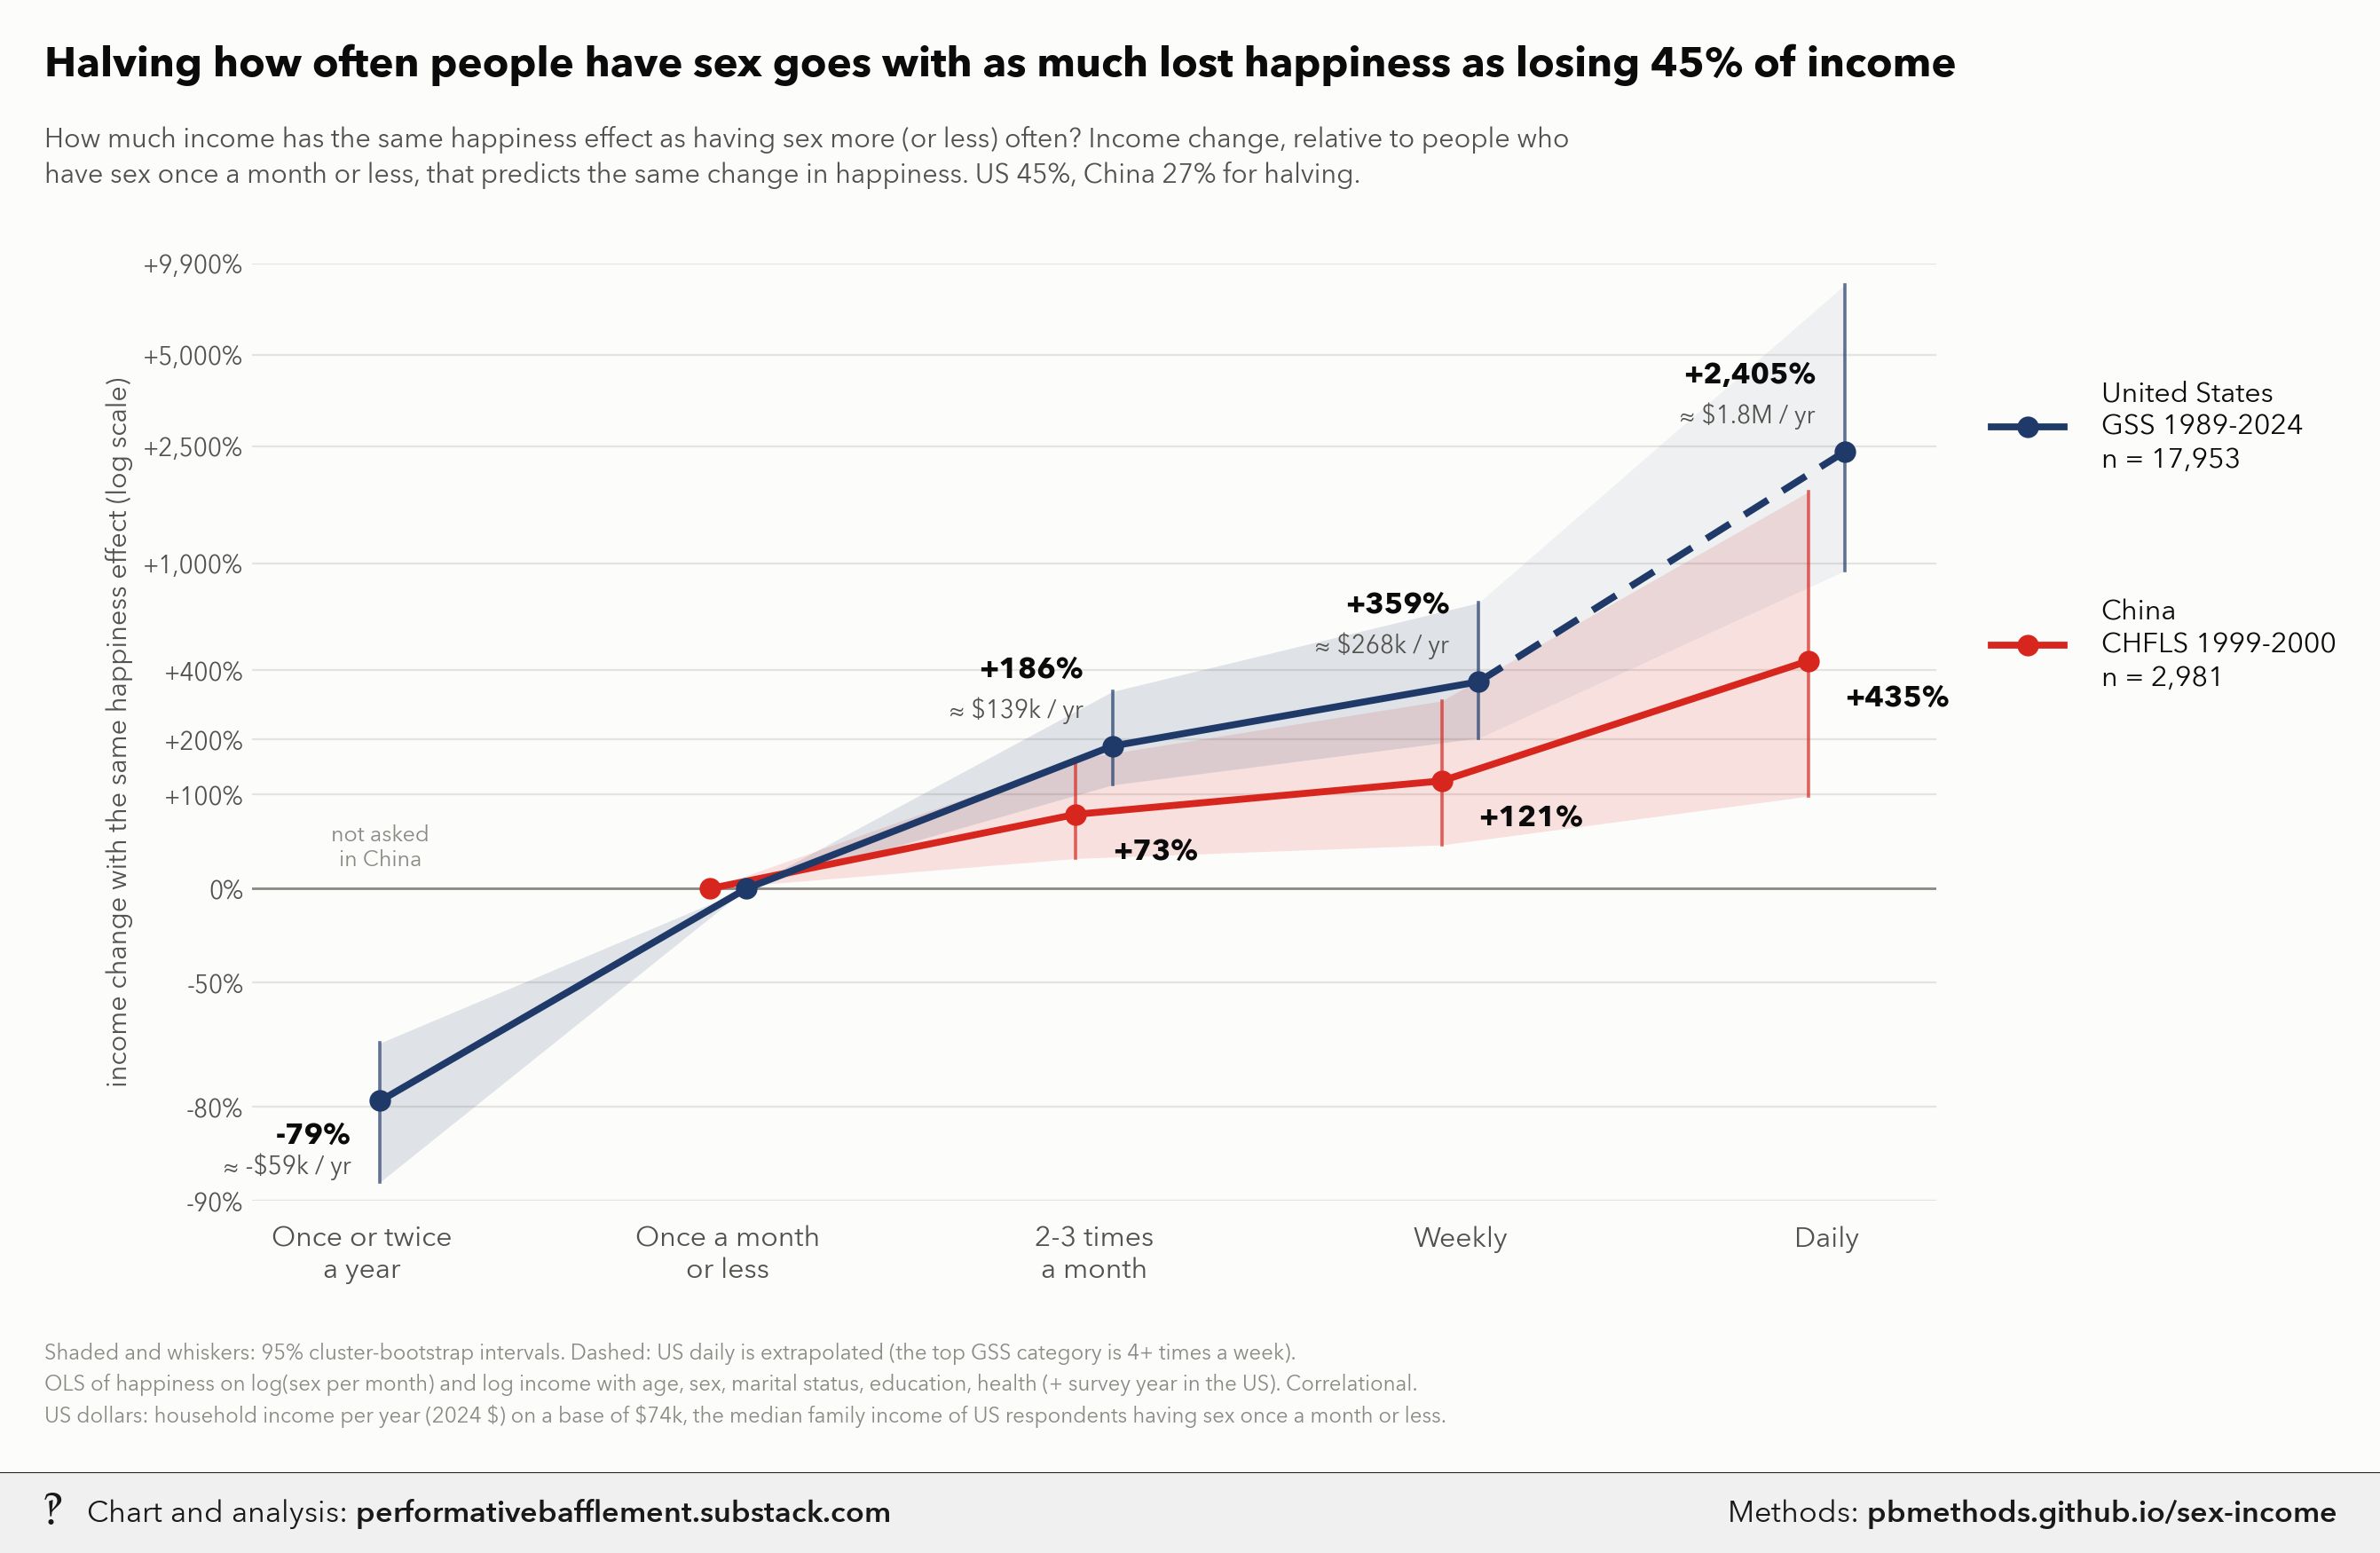 Halving how often people have sex goes with as much lost happiness as losing 45% of income
How much income has the same happiness effect as having sex more (or less) often? Income change, relative to people who
have sex once a month or less, that predicts the same change in happiness. US 45%, China 27% for halving.
income change with the same happiness effect (log scale)
+9,900%
+5,000%
+2,500%
+1,000%
+400%
+200%
+100%
0%
-50%
-80%
-90%
not asked
in China
-79%
≈ -$59k / yr
+186%
≈ $139k / yr
+73%
+359%
≈ $268k / yr
+121%
+2,405%
≈ $1.8M / yr
+435%
United States
GSS 1989-2024
n = 17,953
China
CHFLS 1999-2000
n = 2,981
Once or twice
a year
Once a month
or less
2-3 times
a month
Weekly
Daily
Shaded and whiskers: 95% cluster-bootstrap intervals. Dashed: US daily is extrapolated (the top GSS category is 4+ times a week).
OLS of happiness on log(sex per month) and log income with age, sex, marital status, education, health (+ survey year in the US). Correlational.
US dollars: household income per year (2024 $) on a base of $74k, the median family income of US respondents having sex once a month or less.
‽ Chart and analysis: performativebafflement.substack.com
Methods: pbmethods.github.io/sex-income